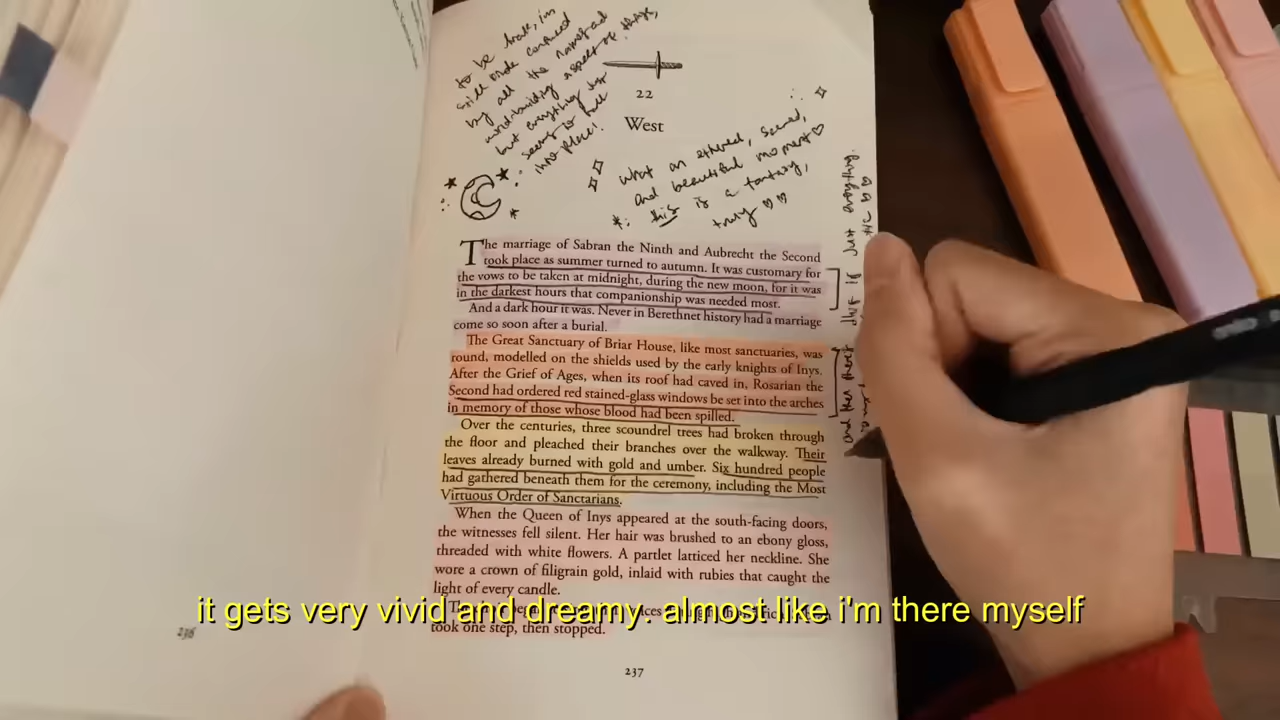 to be frank, i'm
still kinda confused
by all the names and
world-building aspect of things,
but everything just
seems to fall
into place!
22
West
What an ethereal, sacred,
and beautiful moment
this is a fantasy,
truly
The marriage of Sabran the Ninth and Aubrecht the Second
took place as summer turned to autumn. It was customary for
the vows to be taken at midnight, during the new moon, for it was
in the darkest hours that companionship was needed most.
And a dark hour it was. Never in Berethnet history had a marriage
come so soon after a burial.
The Great Sanctuary of Briar House, like most sanctuaries, was
round, modelled on the shields used by the early knights of Inys.
After the Grief of Ages, when its roof had caved in, Rosarian the
Second had ordered red stained-glass windows be set into the arches
in memory of those whose blood had been spilled.
Over the centuries, three scoundrel trees had broken through
the floor and pleached their branches over the walkway. Their
leaves already burned with gold and umber. Six hundred people
had gathered beneath them for the ceremony, including the Most
Virtuous Order of Sanctarians.
When the Queen of Inys appeared at the south-facing doors,
the witnesses fell silent. Her hair was brushed to an ebony gloss,
threaded with white flowers. A partlet latticed her neckline. She
wore a crown of filigrain gold, inlaid with rubies that caught the
light of every candle.
took one step, then stopped.
and then there just everything.
236
237
it gets very vivid and dreamy. almost like i'm there myself